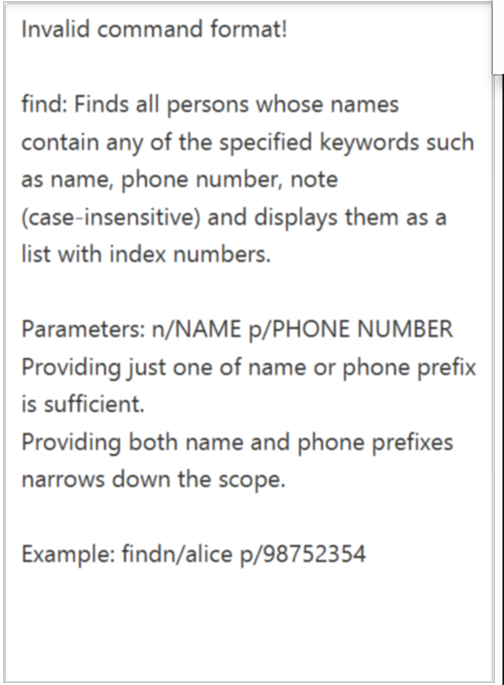 Invalid command format!
find: Finds all persons whose names
contain any of the specified keywords such
as name, phone number, note
(case-insensitive) and displays them as a
list with index numbers.
Parameters: n/NAME p/PHONE NUMBER
Providing just one of name or phone prefix
is sufficient.
Providing both name and phone prefixes
narrows down the scope.
Example: findn/alice p/98752354